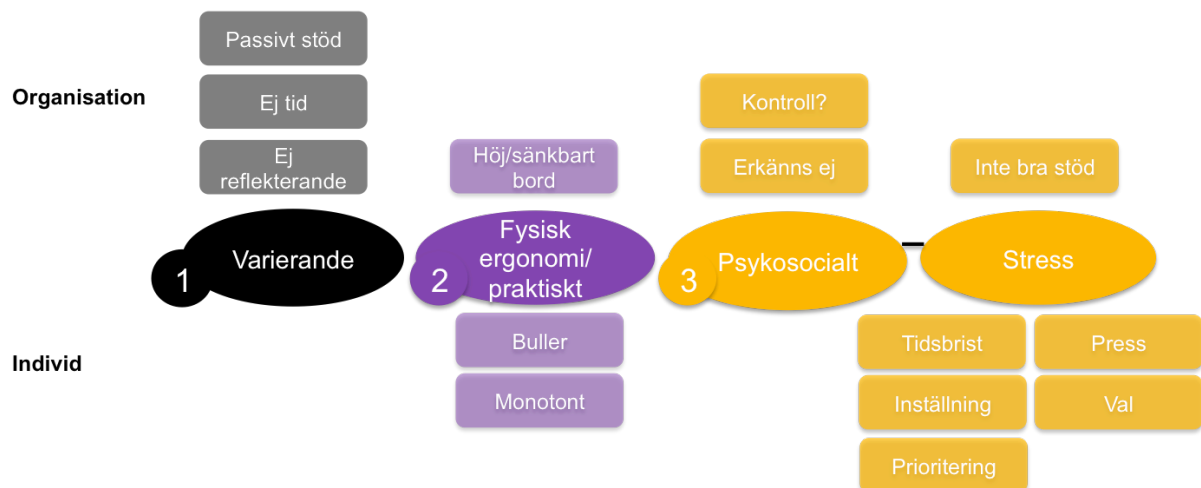 Passivt stöd
Organisation
Ej tid
Kontroll?
Ej
reflekterande
Höj/sänkbart
bord
Erkänns ej
Inte bra stöd
1
Varierande
2
Fysisk
ergonomi/
praktiskt
3
Psykosocialt
Stress
Individ
Buller
Monotont
Tidsbrist
Press
Inställning
Val
Prioritering